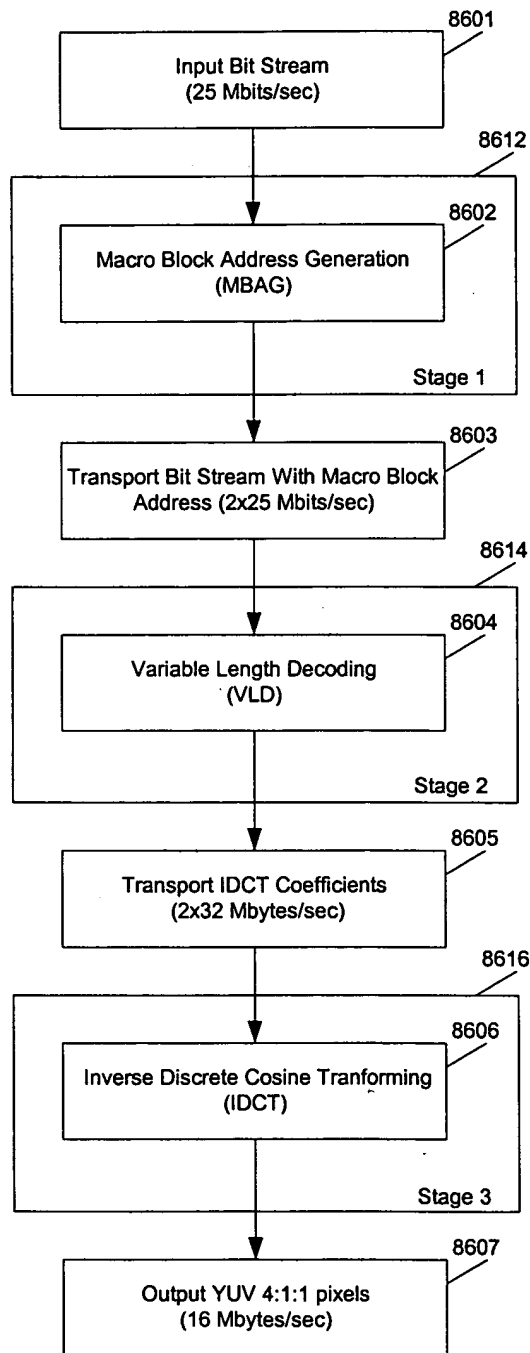 8601
Input Bit Stream
(25 Mbits/sec)
8612
8602
Macro Block Address Generation
(MBAG)
Stage 1
8603
Transport Bit Stream With Macro Block
Address (2x25 Mbits/sec)
8614
8604
Variable Length Decoding
(VLD)
Stage 2
8605
Transport IDCT Coefficients
(2x32 Mbytes/sec)
8616
8606
Inverse Discrete Cosine Tranforming
(IDCT)
Stage 3
8607
Output YUV 4:1:1 pixels
(16 Mbytes/sec)